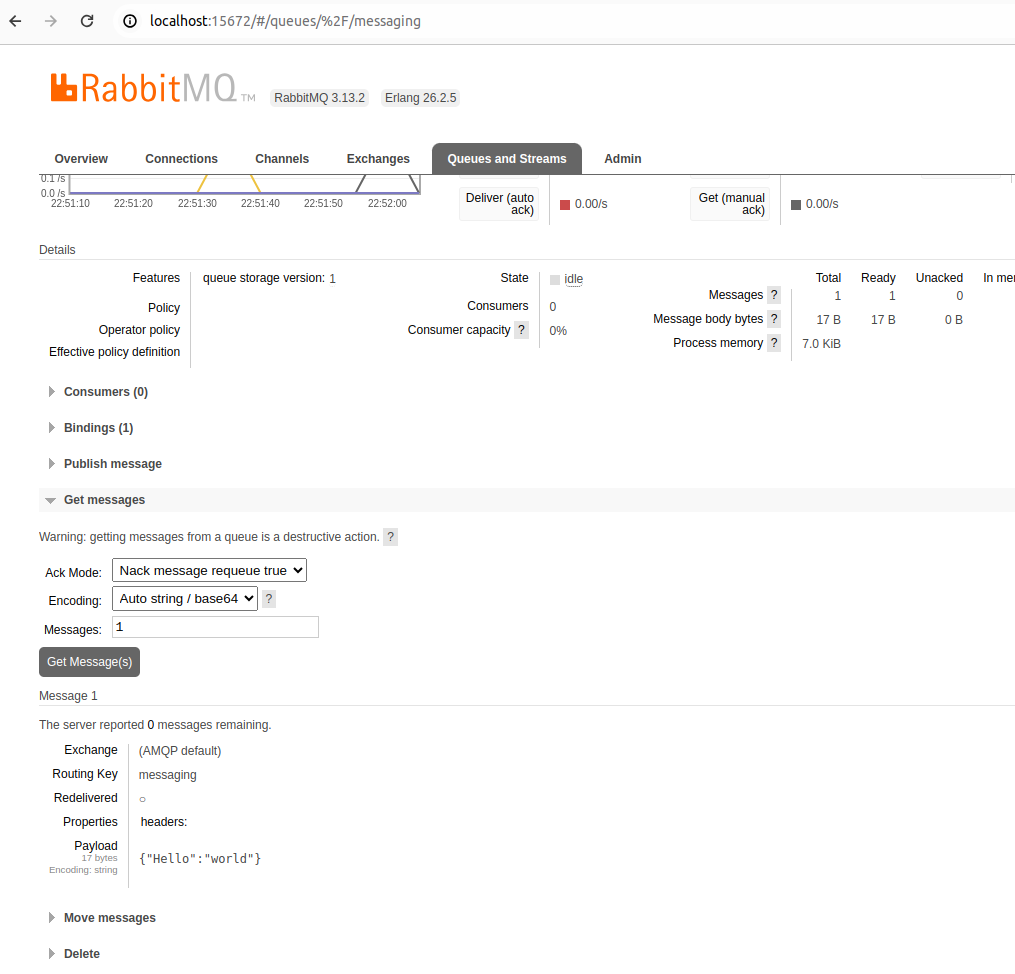 localhost:15672/#/queues/%2F/messaging
RabbitMQ TM RabbitMQ 3.13.2 Erlang 26.2.5
Overview Connections Channels Exchanges Queues and Streams Admin
0.1 /s
0.0 /s
22:51:10 22:51:20 22:51:30 22:51:40 22:51:50 22:52:00
Deliver (auto ack) 0.00/s Get (manual ack) 0.00/s
Details
Features queue storage version: 1
Policy
Operator policy
Effective policy definition
State idle
Consumers 0
Consumer capacity ? 0%
Total Ready Unacked In me
Messages ? 1 1 0
Message body bytes ? 17 B 17 B 0 B
Process memory ? 7.0 KiB
Consumers (0)
Bindings (1)
Publish message
Get messages
Warning: getting messages from a queue is a destructive action. ?
Ack Mode: Nack message requeue true
Encoding: Auto string / base64 ?
Messages: 1
Get Message(s)
Message 1
The server reported 0 messages remaining.
Exchange (AMQP default)
Routing Key messaging
Redelivered ○
Properties headers:
Payload
17 bytes
Encoding: string
{"Hello":"world"}
Move messages
Delete